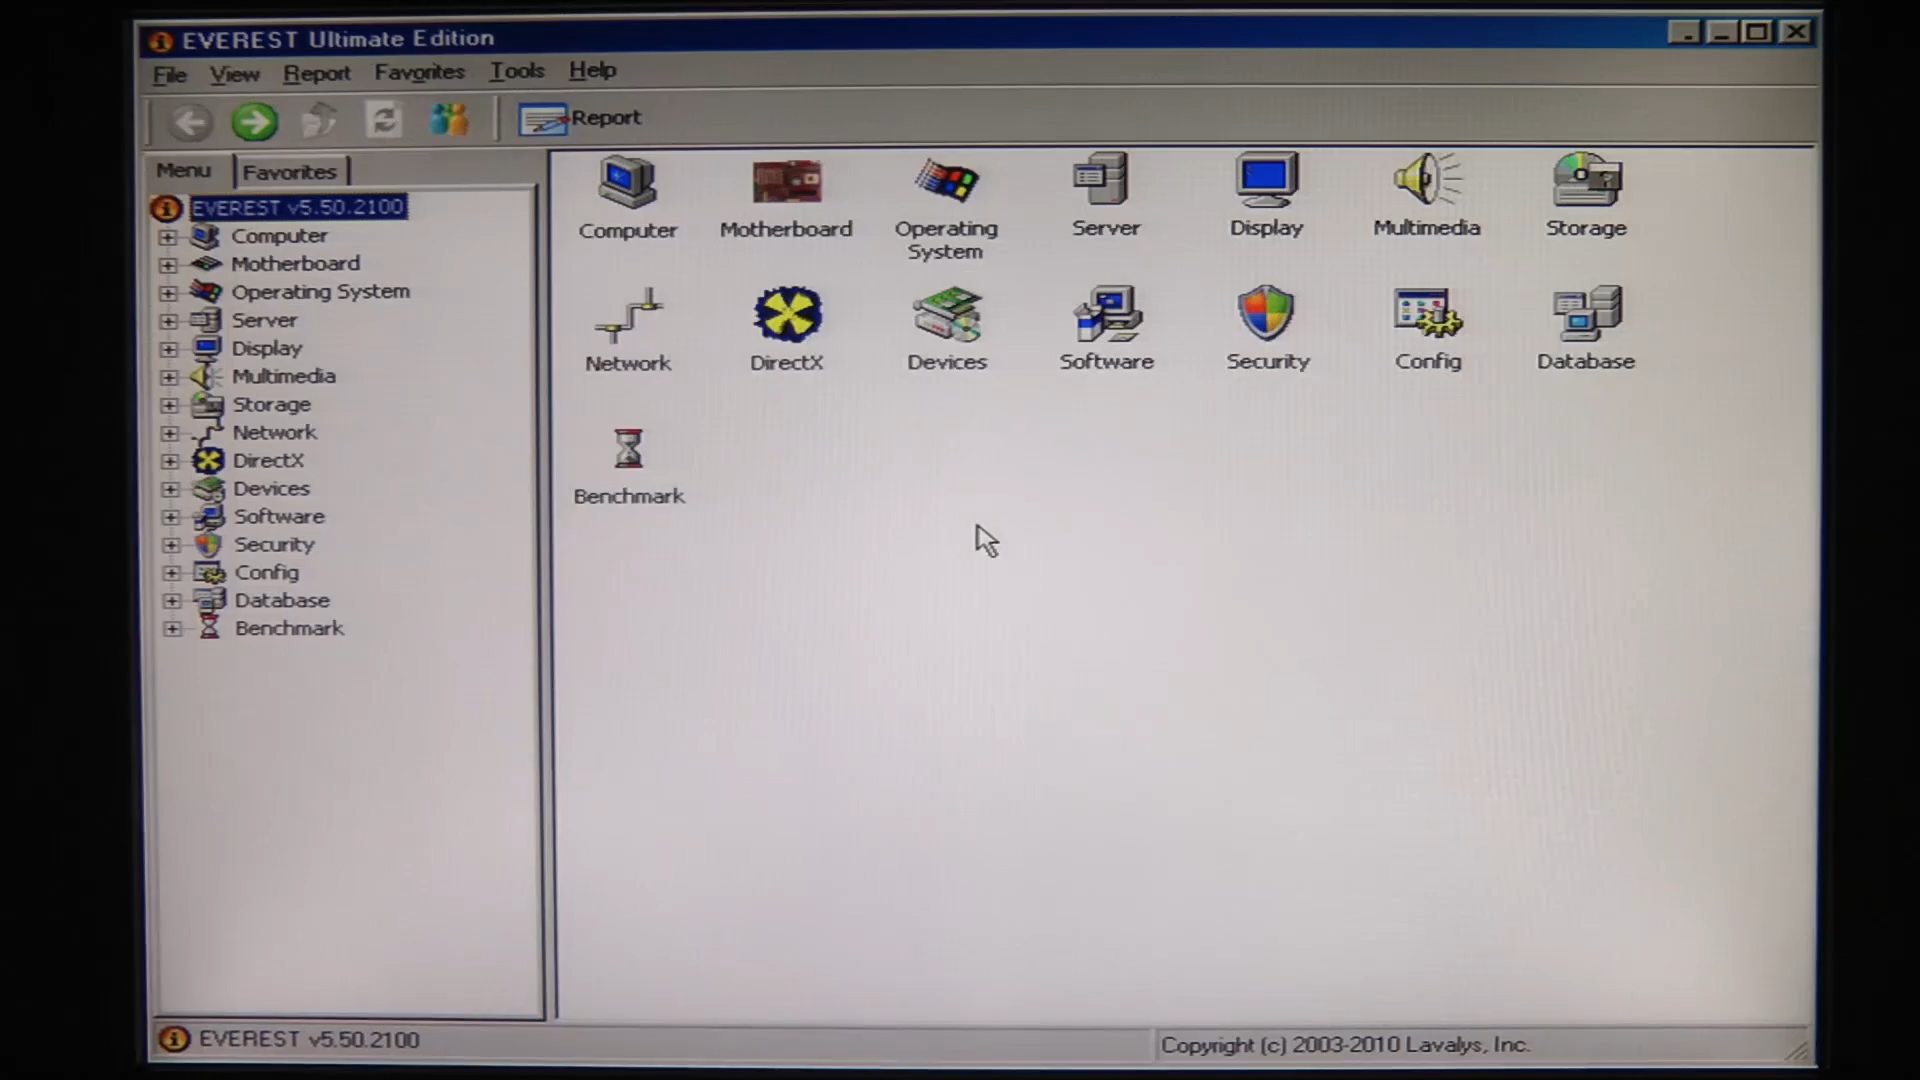 EVEREST Ultimate Edition
File View Report Favorites Tools Help
Report
Menu Favorites
EVEREST v5.50.2100
Computer
Motherboard
Operating System
Server
Display
Multimedia
Storage
Network
DirectX
Devices
Software
Security
Config
Database
Benchmark
Computer Motherboard Operating System Server Display Multimedia Storage
Network DirectX Devices Software Security Config Database
Benchmark
EVEREST v5.50.2100
Copyright (c) 2003-2010 Lavalys, Inc.